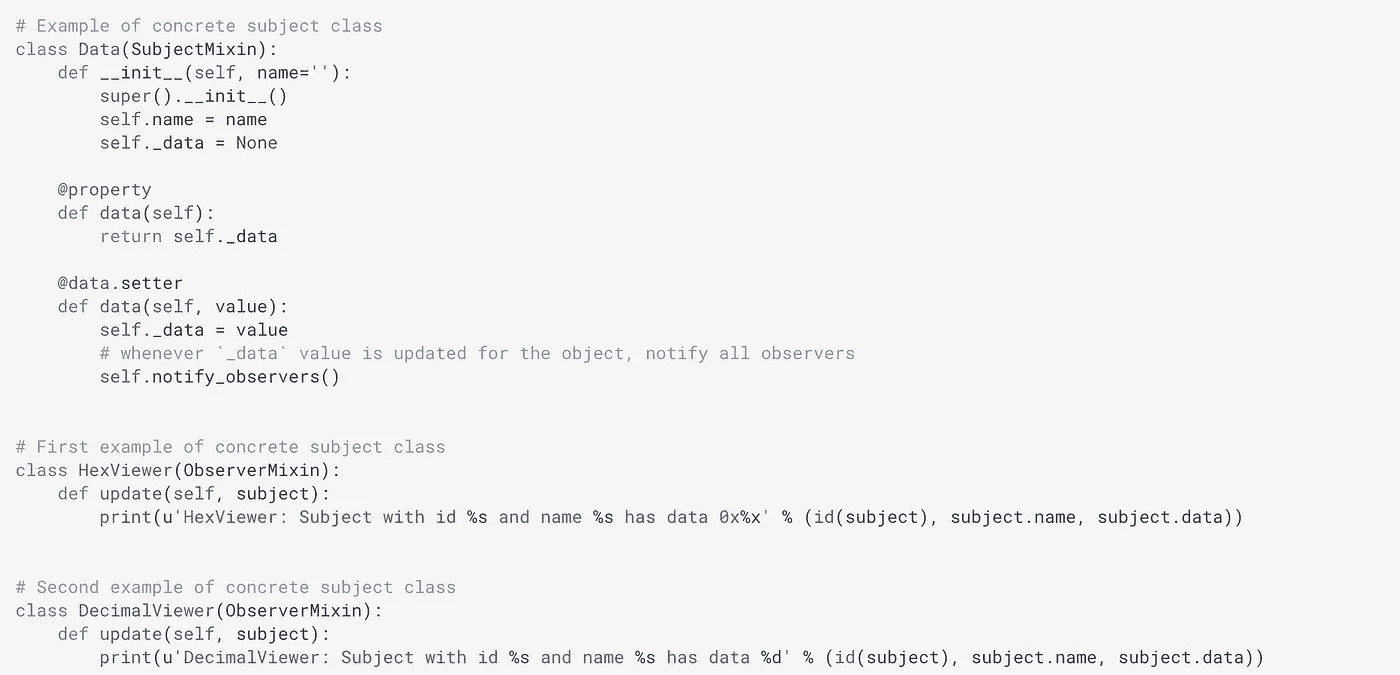 # Example of concrete subject class
class Data(SubjectMixin):
    def __init__(self, name=''):
        super().__init__()
        self.name = name
        self._data = None

    @property
    def data(self):
        return self._data

    @data.setter
    def data(self, value):
        self._data = value
        # whenever `_data` value is updated for the object, notify all observers
        self.notify_observers()


# First example of concrete subject class
class HexViewer(ObserverMixin):
    def update(self, subject):
        print(u'HexViewer: Subject with id %s and name %s has data 0x%x' % (id(subject), subject.name, subject.data))


# Second example of concrete subject class
class DecimalViewer(ObserverMixin):
    def update(self, subject):
        print(u'DecimalViewer: Subject with id %s and name %s has data %d' % (id(subject), subject.name, subject.data))